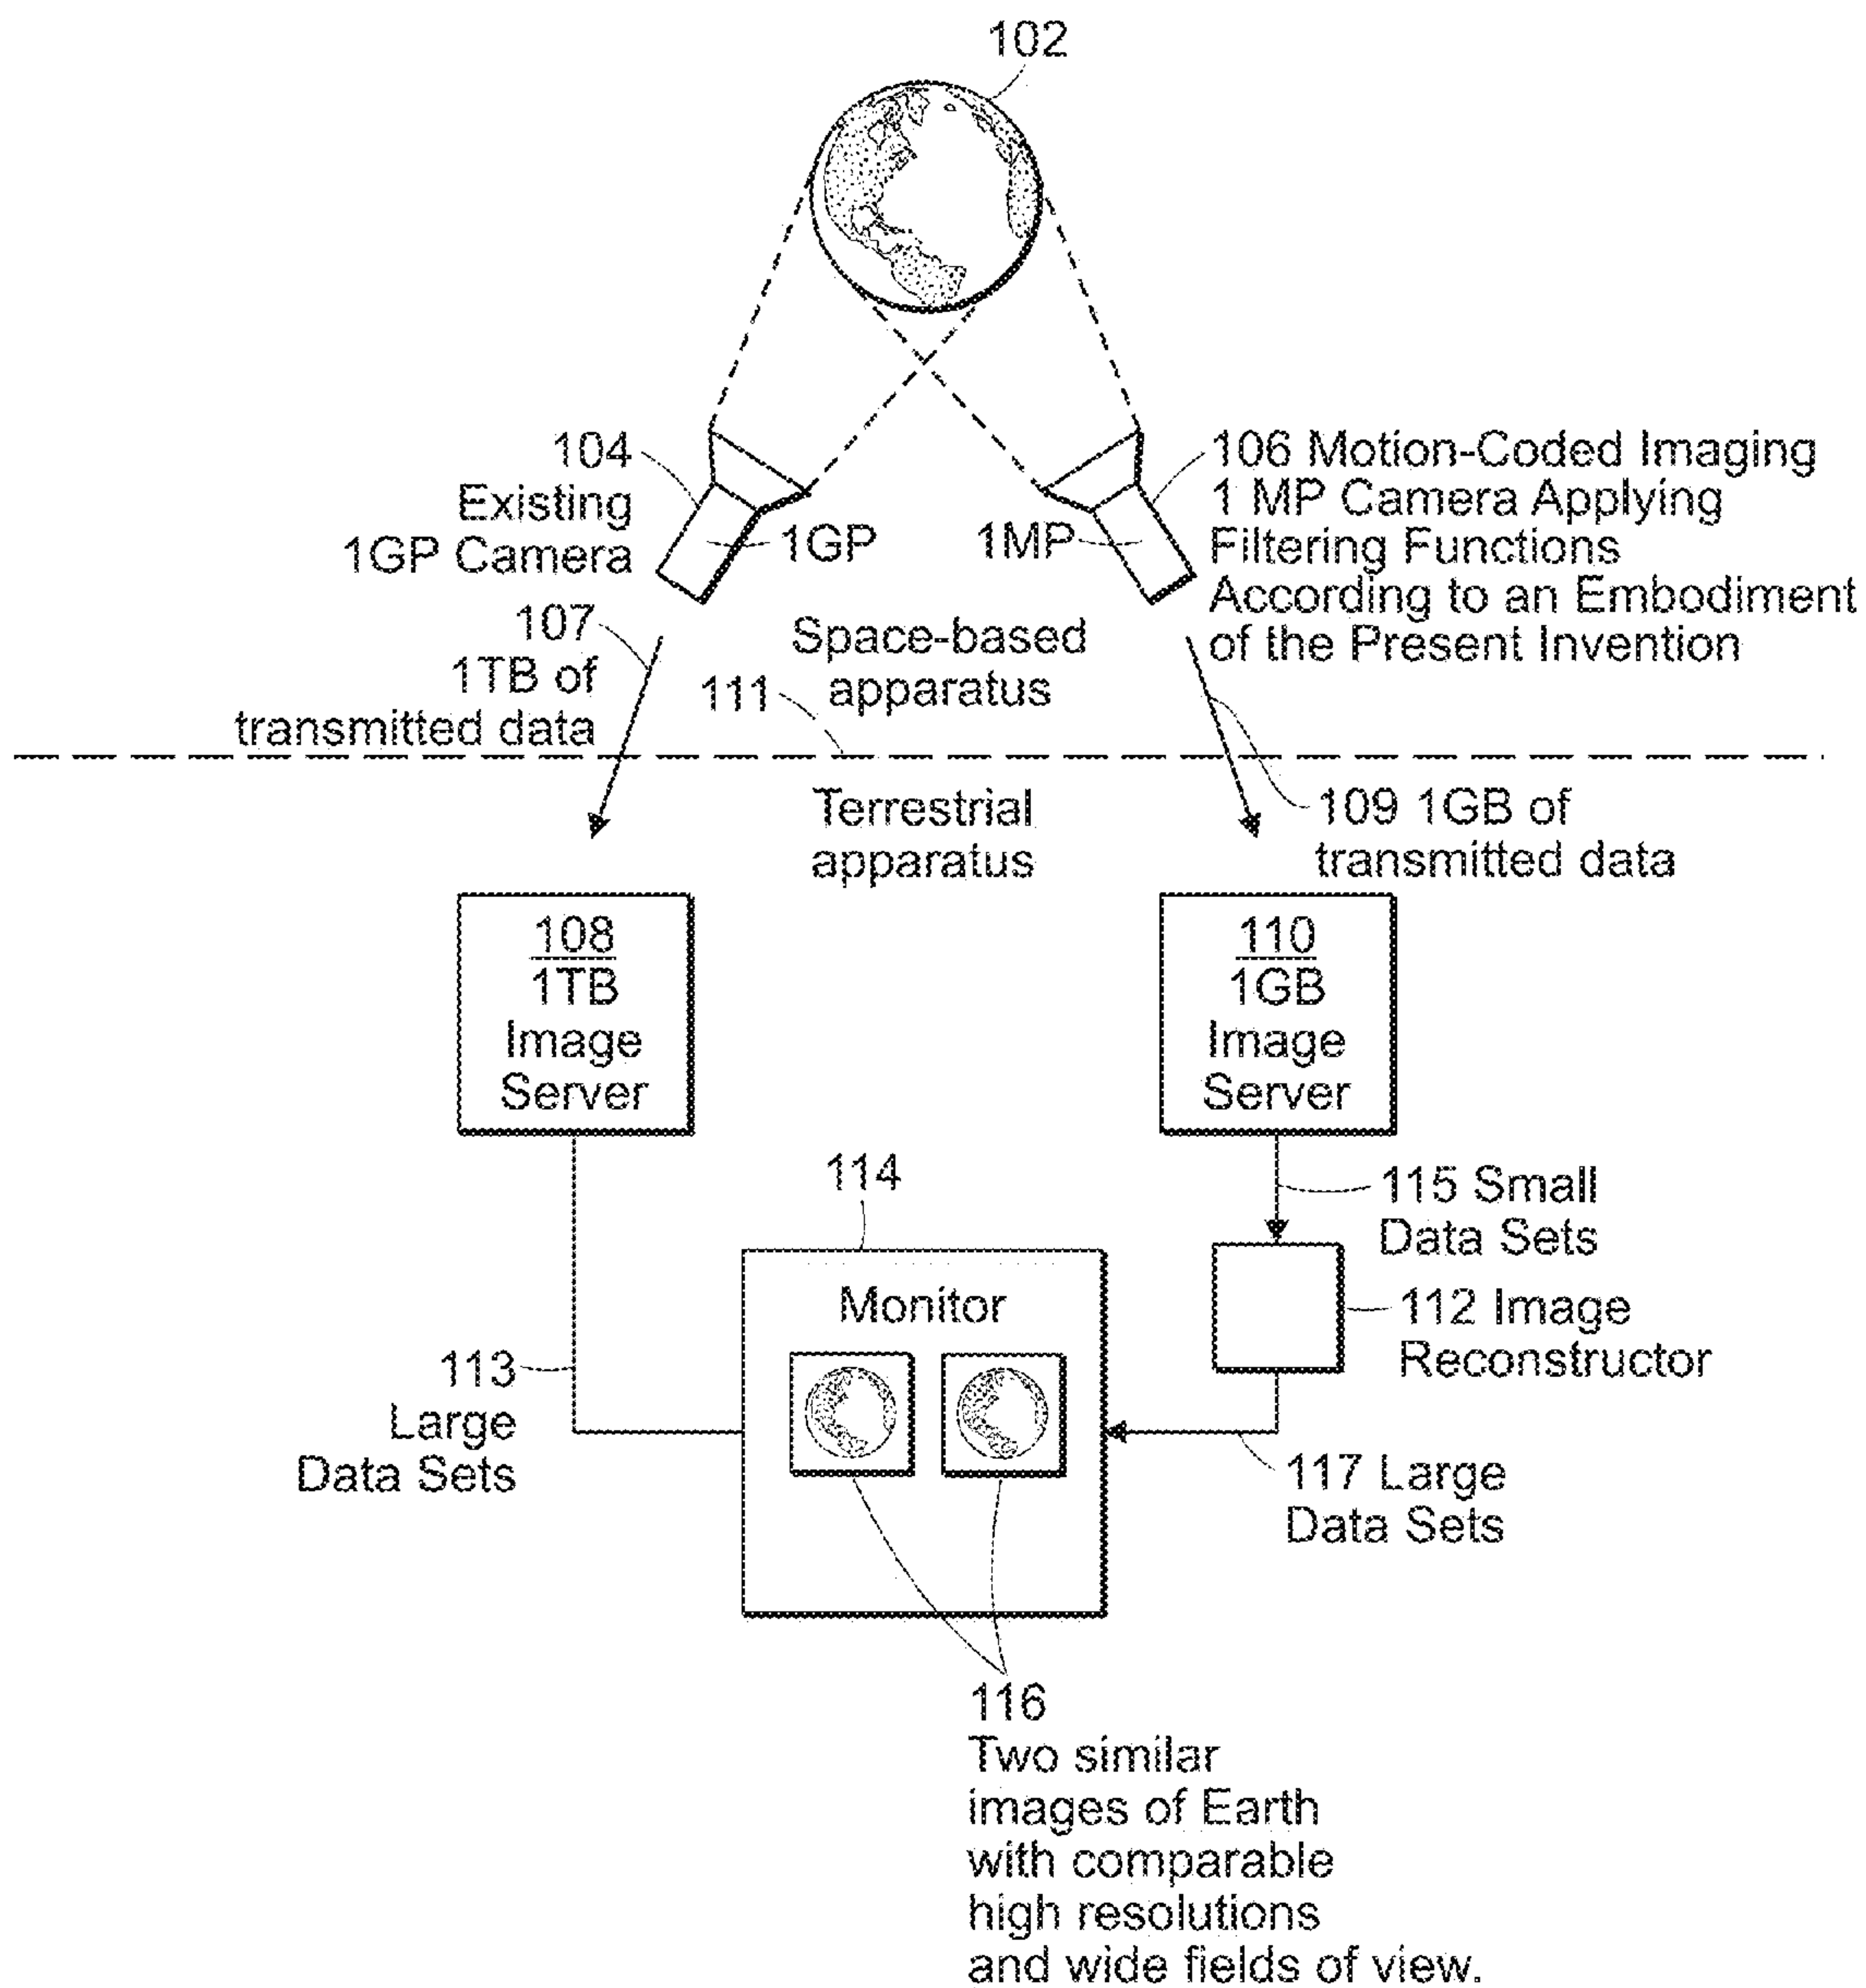 102
104
Existing
1GP Camera
1GP
1MP
106 Motion-Coded Imaging
1 MP Camera Applying
Filtering Functions
According to an Embodiment
of the Present Invention
107
1TB of
transmitted data
Space-based
apparatus
111
Terrestrial
apparatus
109 1GB of
transmitted data
108
1TB
Image
Server
110
1GB
Image
Server
114
115 Small
Data Sets
Monitor
112 Image
Reconstructor
113
Large
Data Sets
117 Large
Data Sets
116
Two similar
images of Earth
with comparable
high resolutions
and wide fields of view.